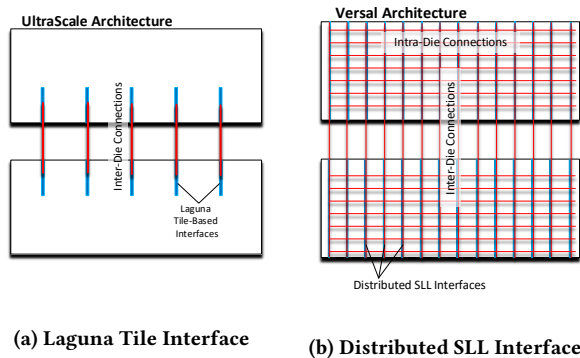 UltraScale Architecture
Inter-Die Connections
Laguna
Tile-Based
Interfaces
(a) Laguna Tile Interface
Versal Architecture
Intra-Die Connections
Inter-Die Connections
Distributed SLL Interfaces
(b) Distributed SLL Interface